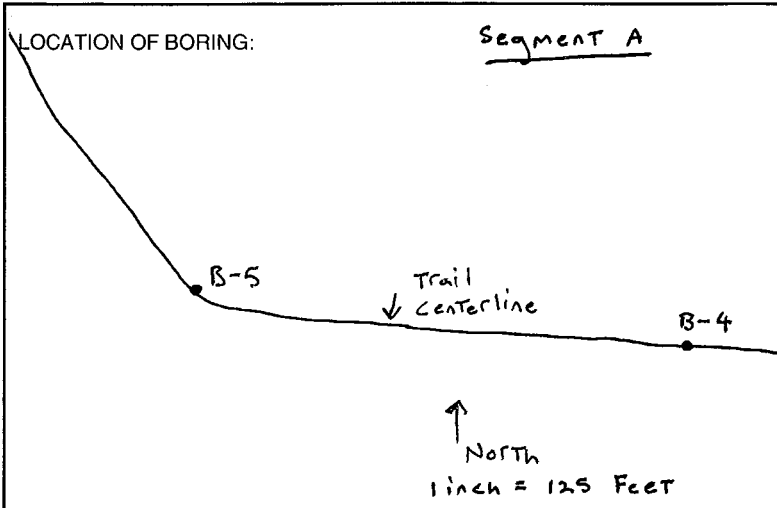 LOCATION OF BORING:
Segment A
B-5
Trail
Centerline
B-4
North
1 inch = 125 Feet